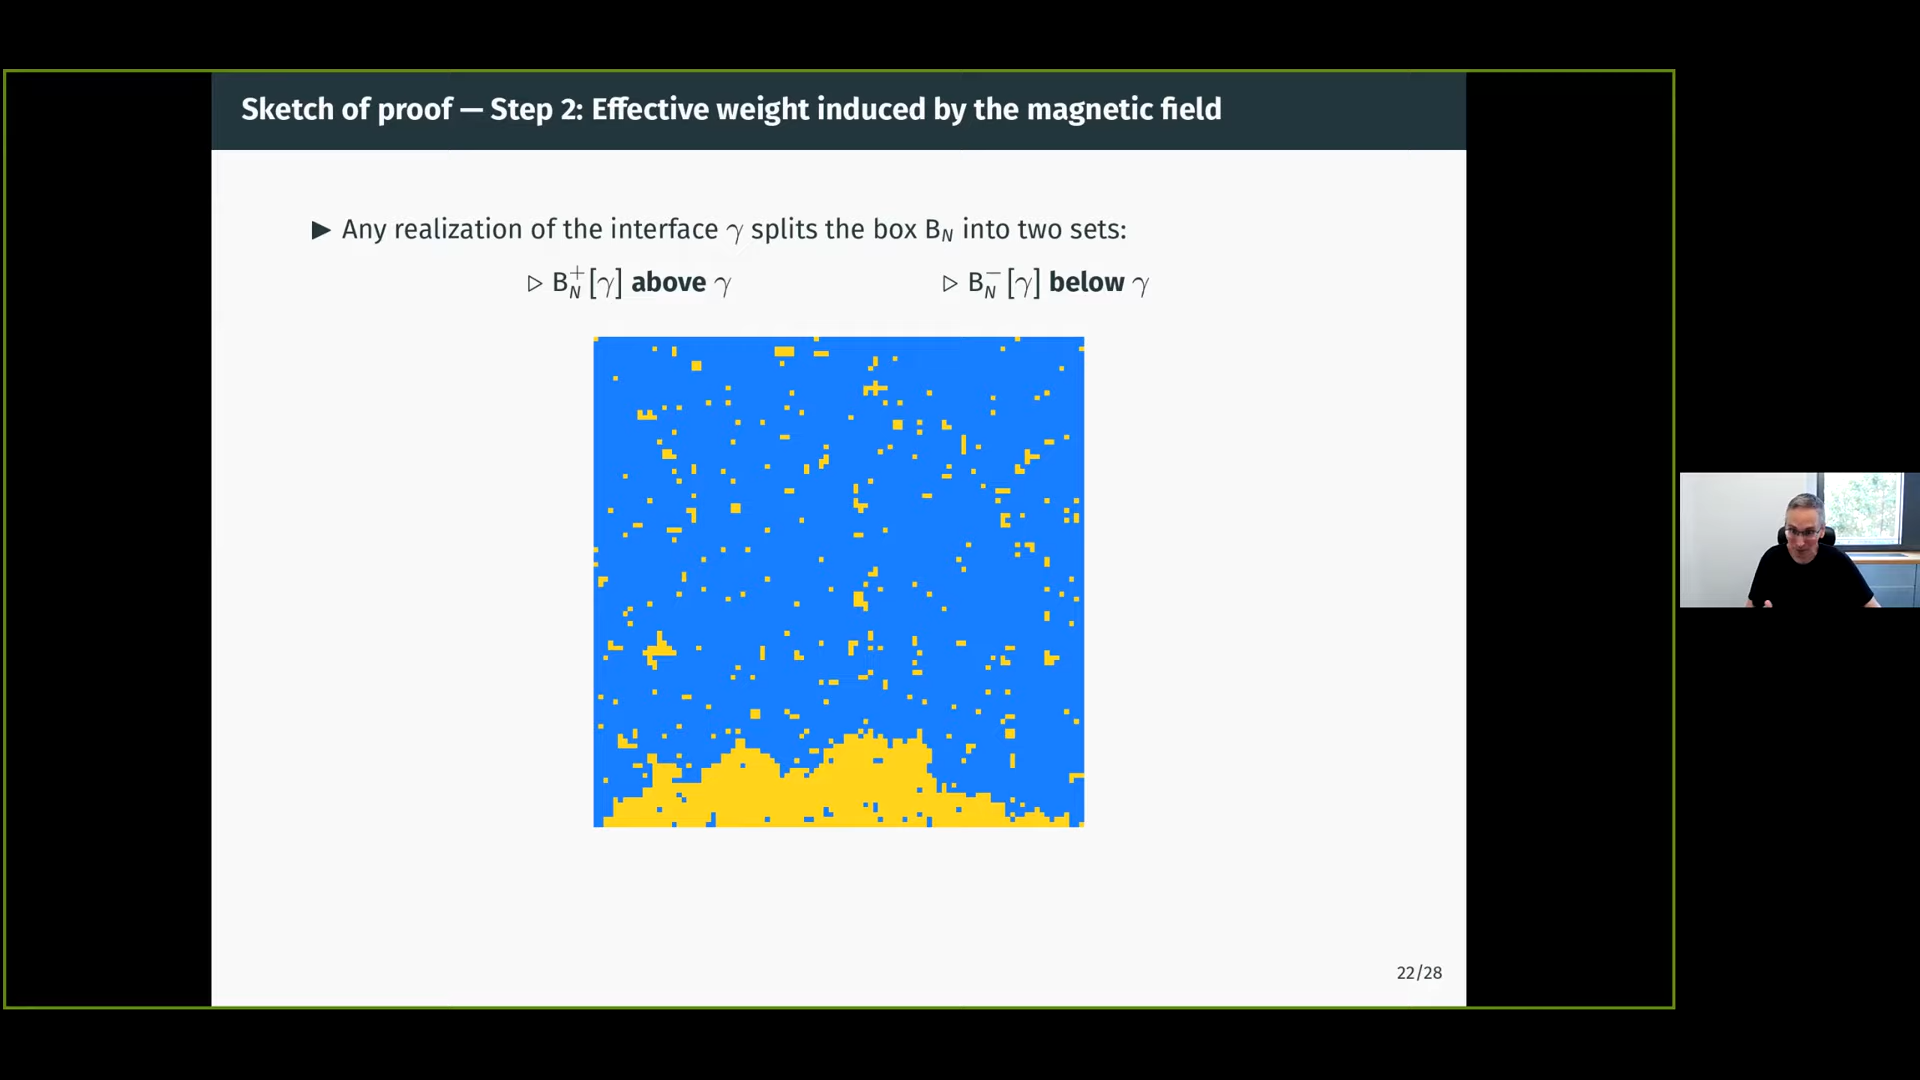 Sketch of proof — Step 2: Effective weight induced by the magnetic field
▶ Any realization of the interface γ splits the box B_N into two sets:
▷ B_N^+[γ] above γ ▷ B_N^−[γ] below γ
22/28